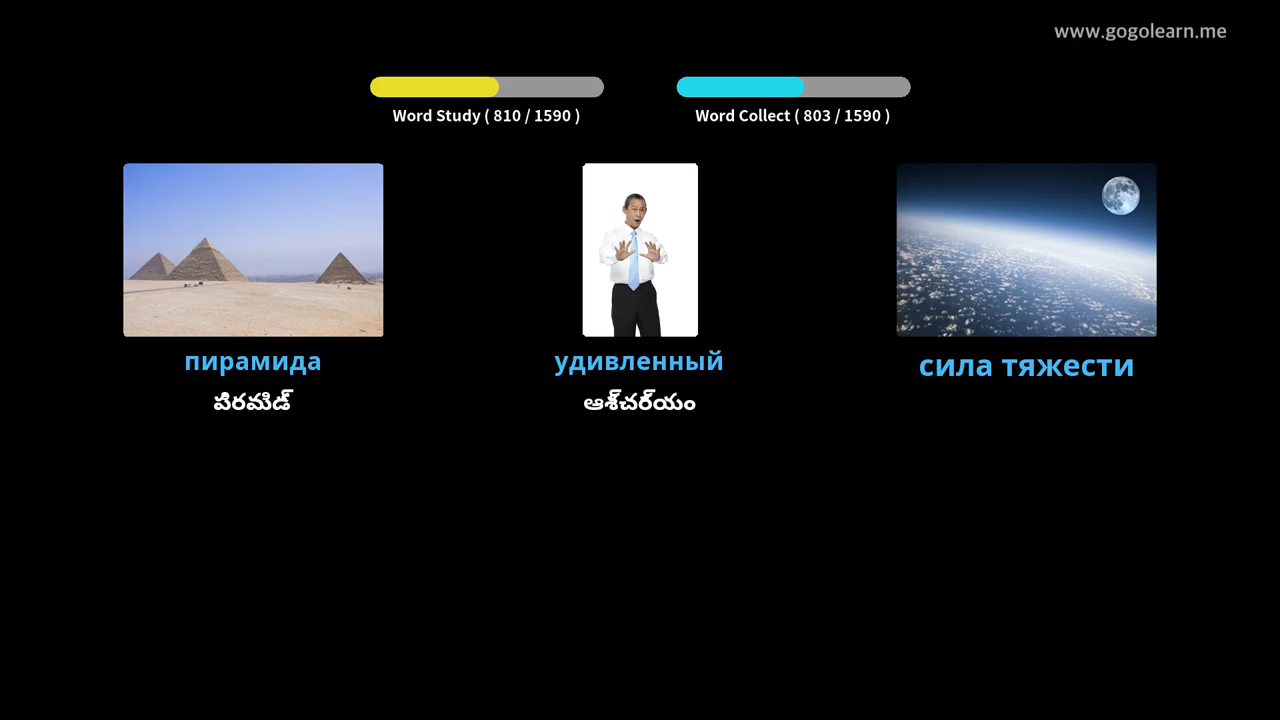 www.gogolearn.me
Word Study ( 810 / 1590 )
Word Collect ( 803 / 1590 )
пирамида
удивленный
сила тяжести
పిరమిడ్
ఆశ్చర్యం